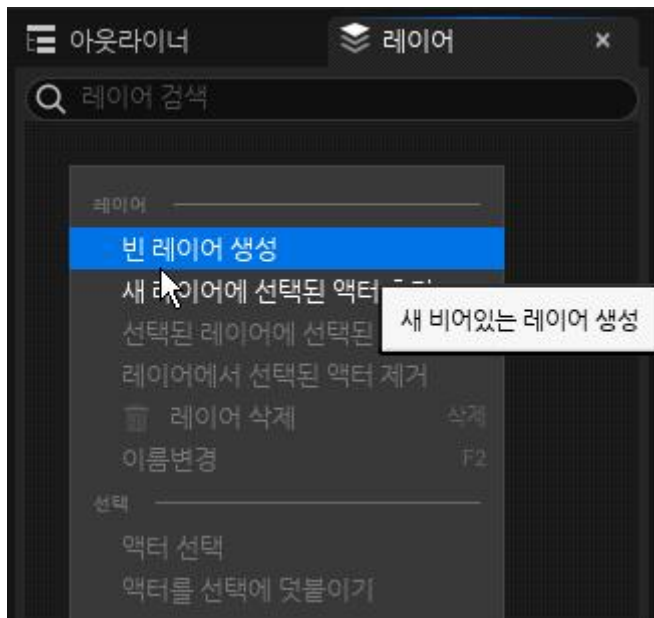 아웃라이너
레이어
레이어 검색
레이어
빈 레이어 생성
새 레이어에 선택된 액터
새 비어있는 레이어 생성
선택된 레이어에 선택된
레이어에서 선택된 액터 제거
레이어 삭제 삭제
이름변경 F2
선택
액터 선택
액터를 선택에 덧붙이기